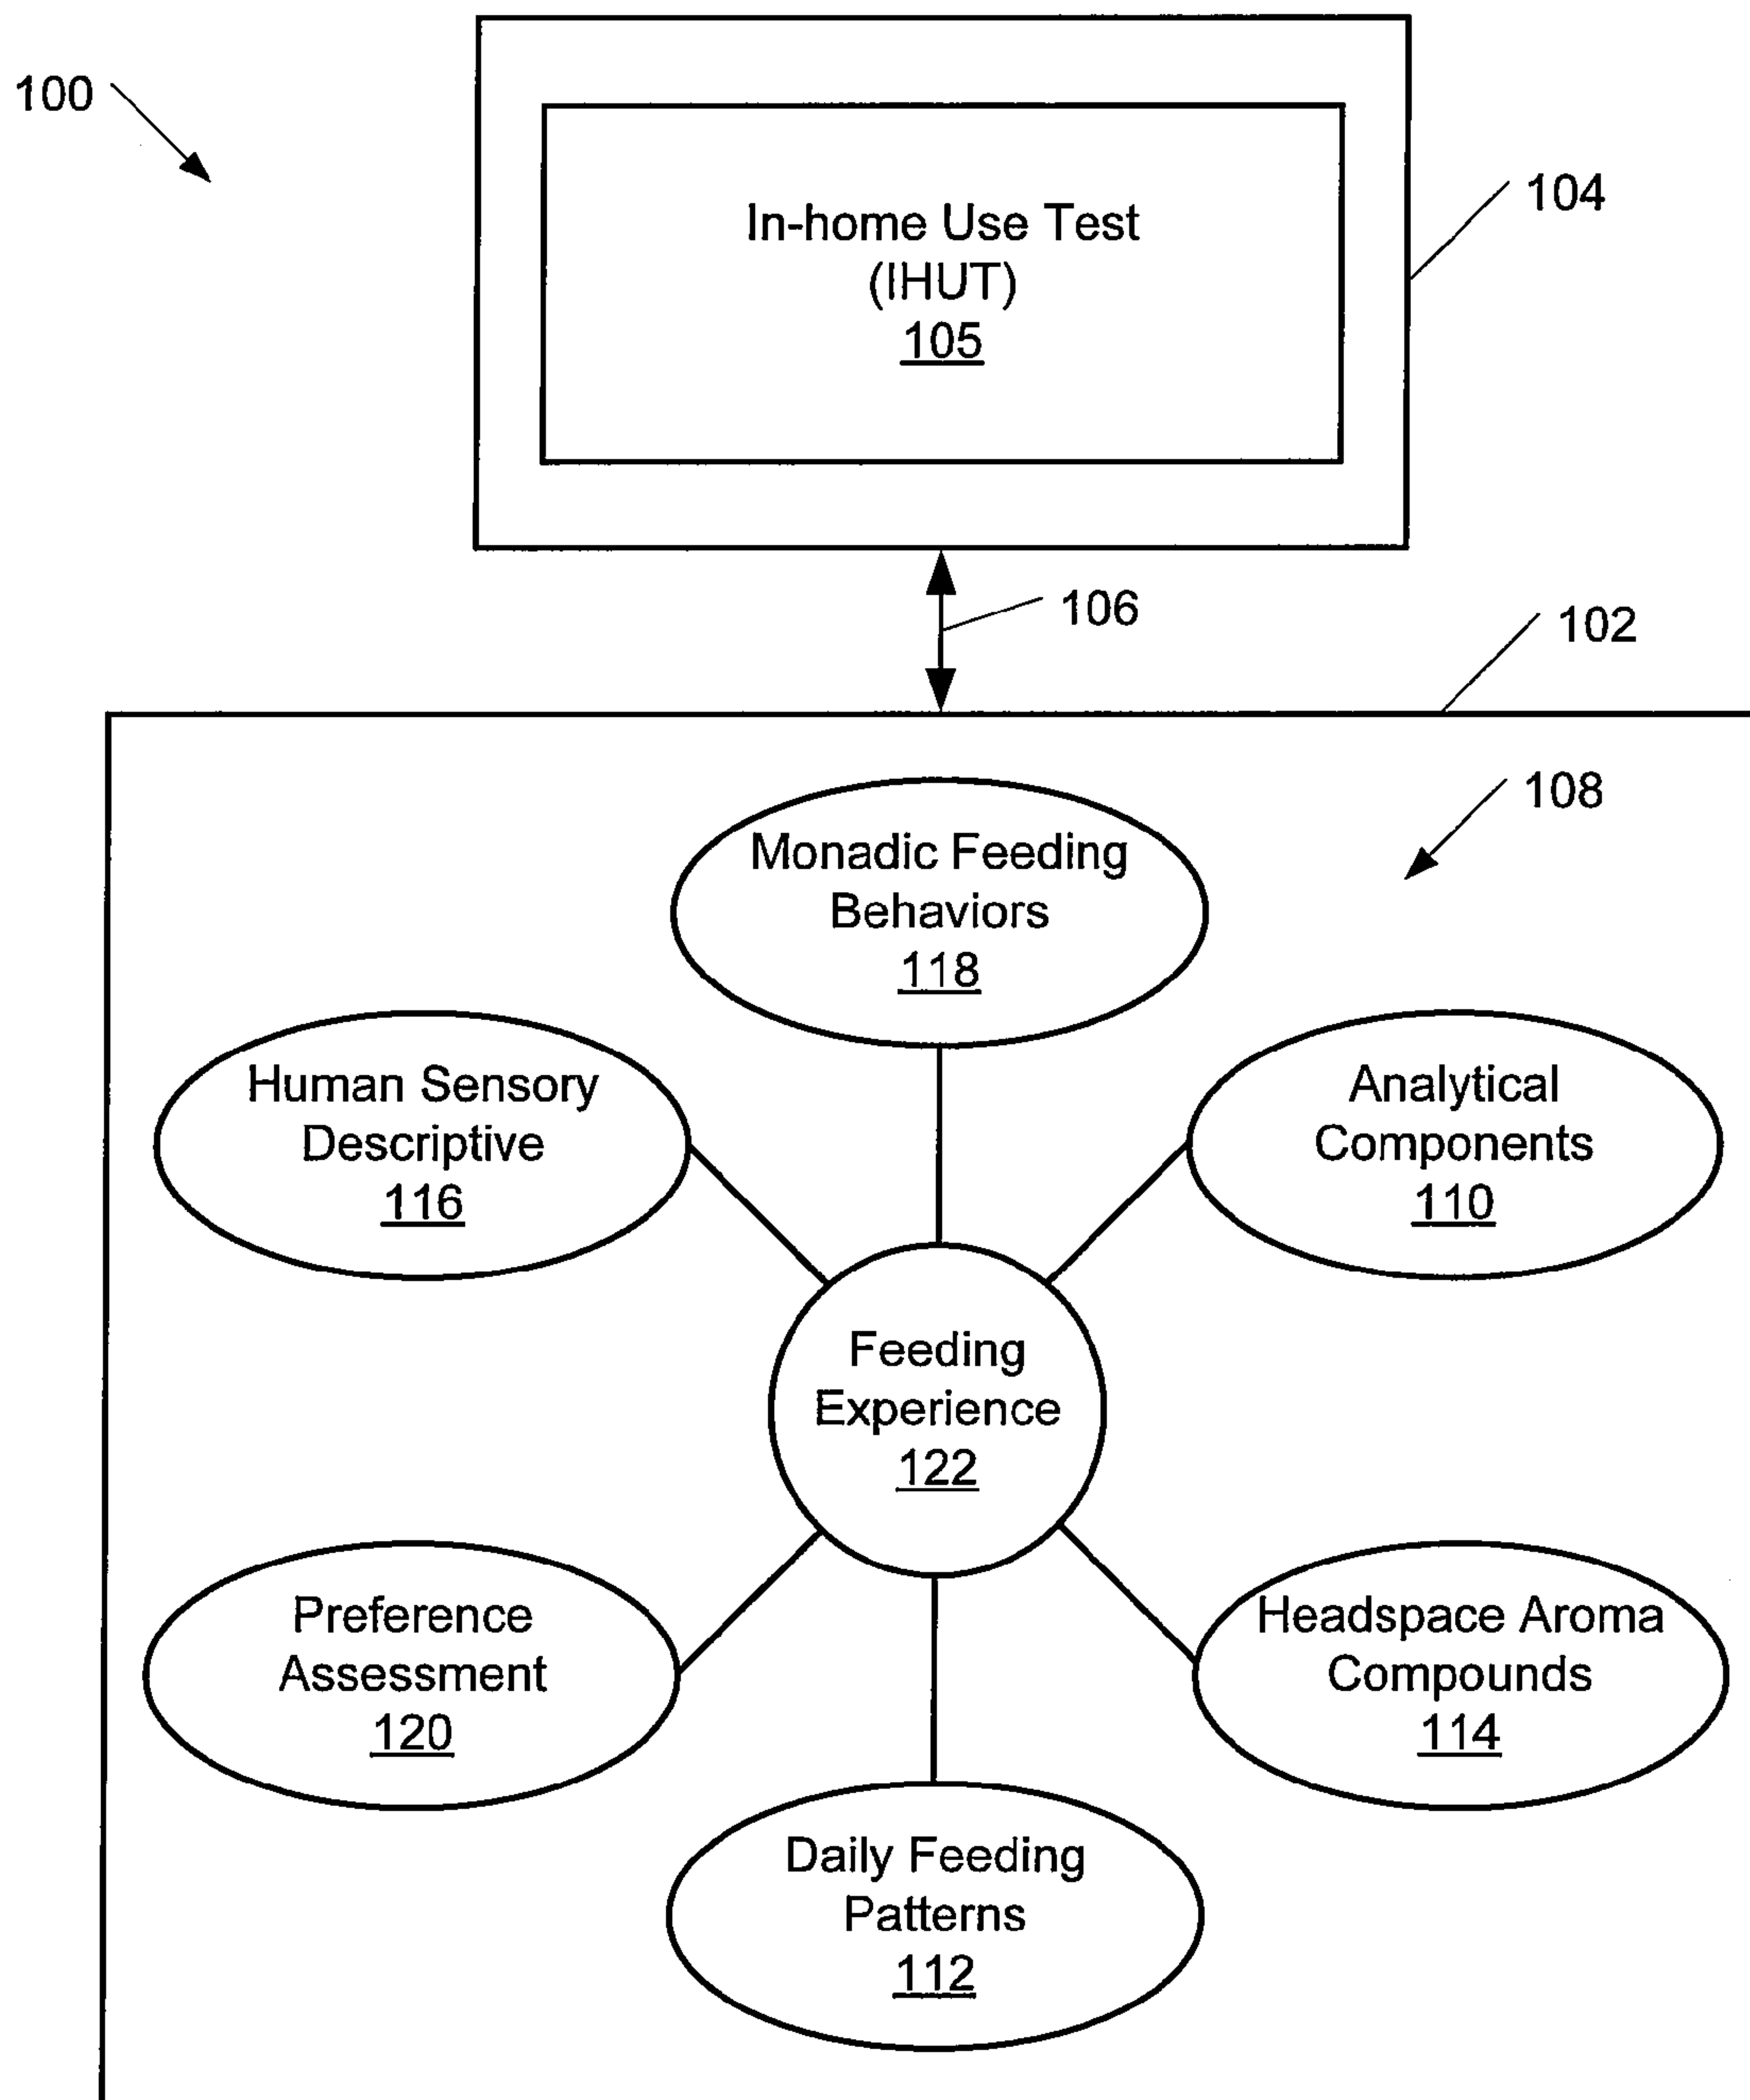 100
In-home Use Test
(IHUT)
105
104
106
102
108
Monadic Feeding
Behaviors
118
Human Sensory
Descriptive
116
Analytical
Components
110
Feeding
Experience
122
Preference
Assessment
120
Headspace Aroma
Compounds
114
Daily Feeding
Patterns
112